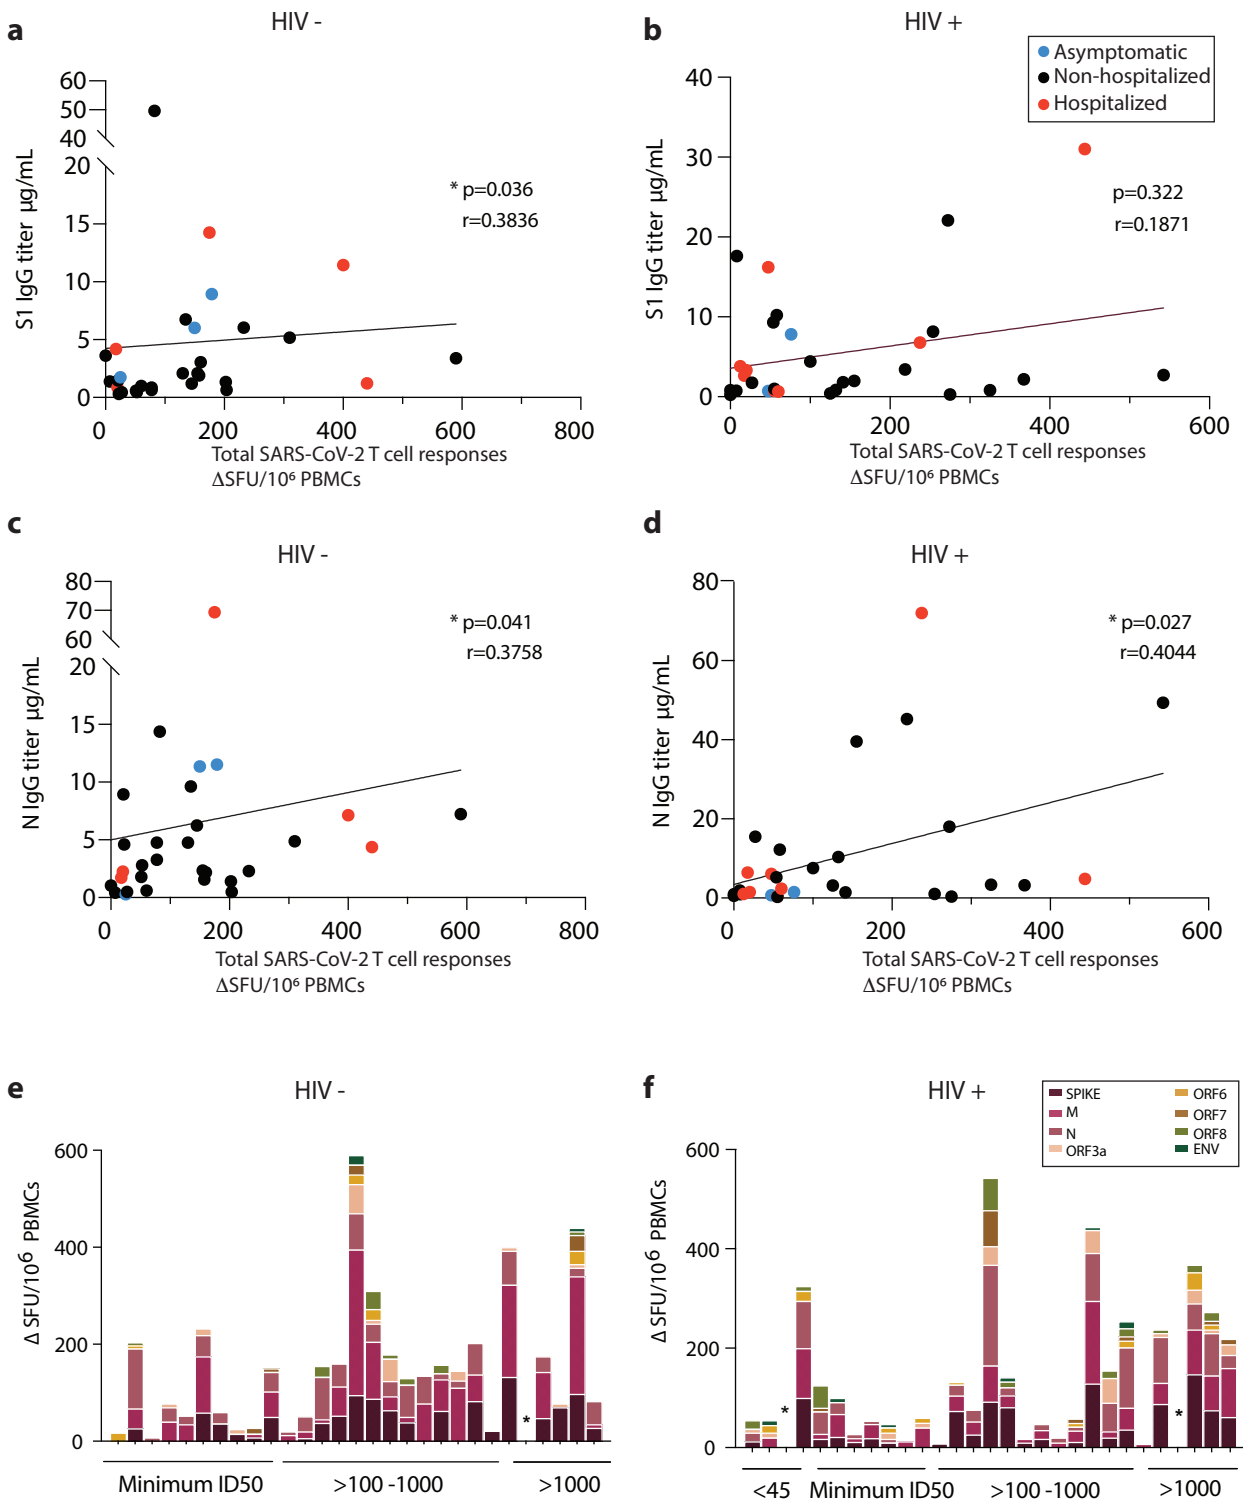 a
HIV -
60
50
40
20
15
10
5
0
S1 IgG titer µg/mL
* p=0.036
r=0.3836
0 200 400 600 800
Total SARS-CoV-2 T cell responses
ΔSFU/10⁶ PBMCs
b
HIV +
Asymptomatic
Non-hospitalized
Hospitalized
40
30
20
10
0
S1 IgG titer µg/mL
p=0.322
r=0.1871
0 200 400 600
Total SARS-CoV-2 T cell responses
ΔSFU/10⁶ PBMCs
c
HIV -
80
70
60
20
15
10
5
0
N IgG titer µg/mL
* p=0.041
r=0.3758
0 200 400 600 800
Total SARS-CoV-2 T cell responses
ΔSFU/10⁶ PBMCs
d
HIV +
80
60
40
20
0
N IgG titer µg/mL
* p=0.027
r=0.4044
0 200 400 600
Total SARS-CoV-2 T cell responses
ΔSFU/10⁶ PBMCs
e
HIV -
600
400
200
0
Δ SFU/10⁶ PBMCs
*
Minimum ID50 >100 -1000 >1000
f
HIV +
SPIKE
M
N
ORF3a
ORF6
ORF7
ORF8
ENV
600
400
200
0
Δ SFU/10⁶ PBMCs
*
*
<45 Minimum ID50 >100 -1000 >1000